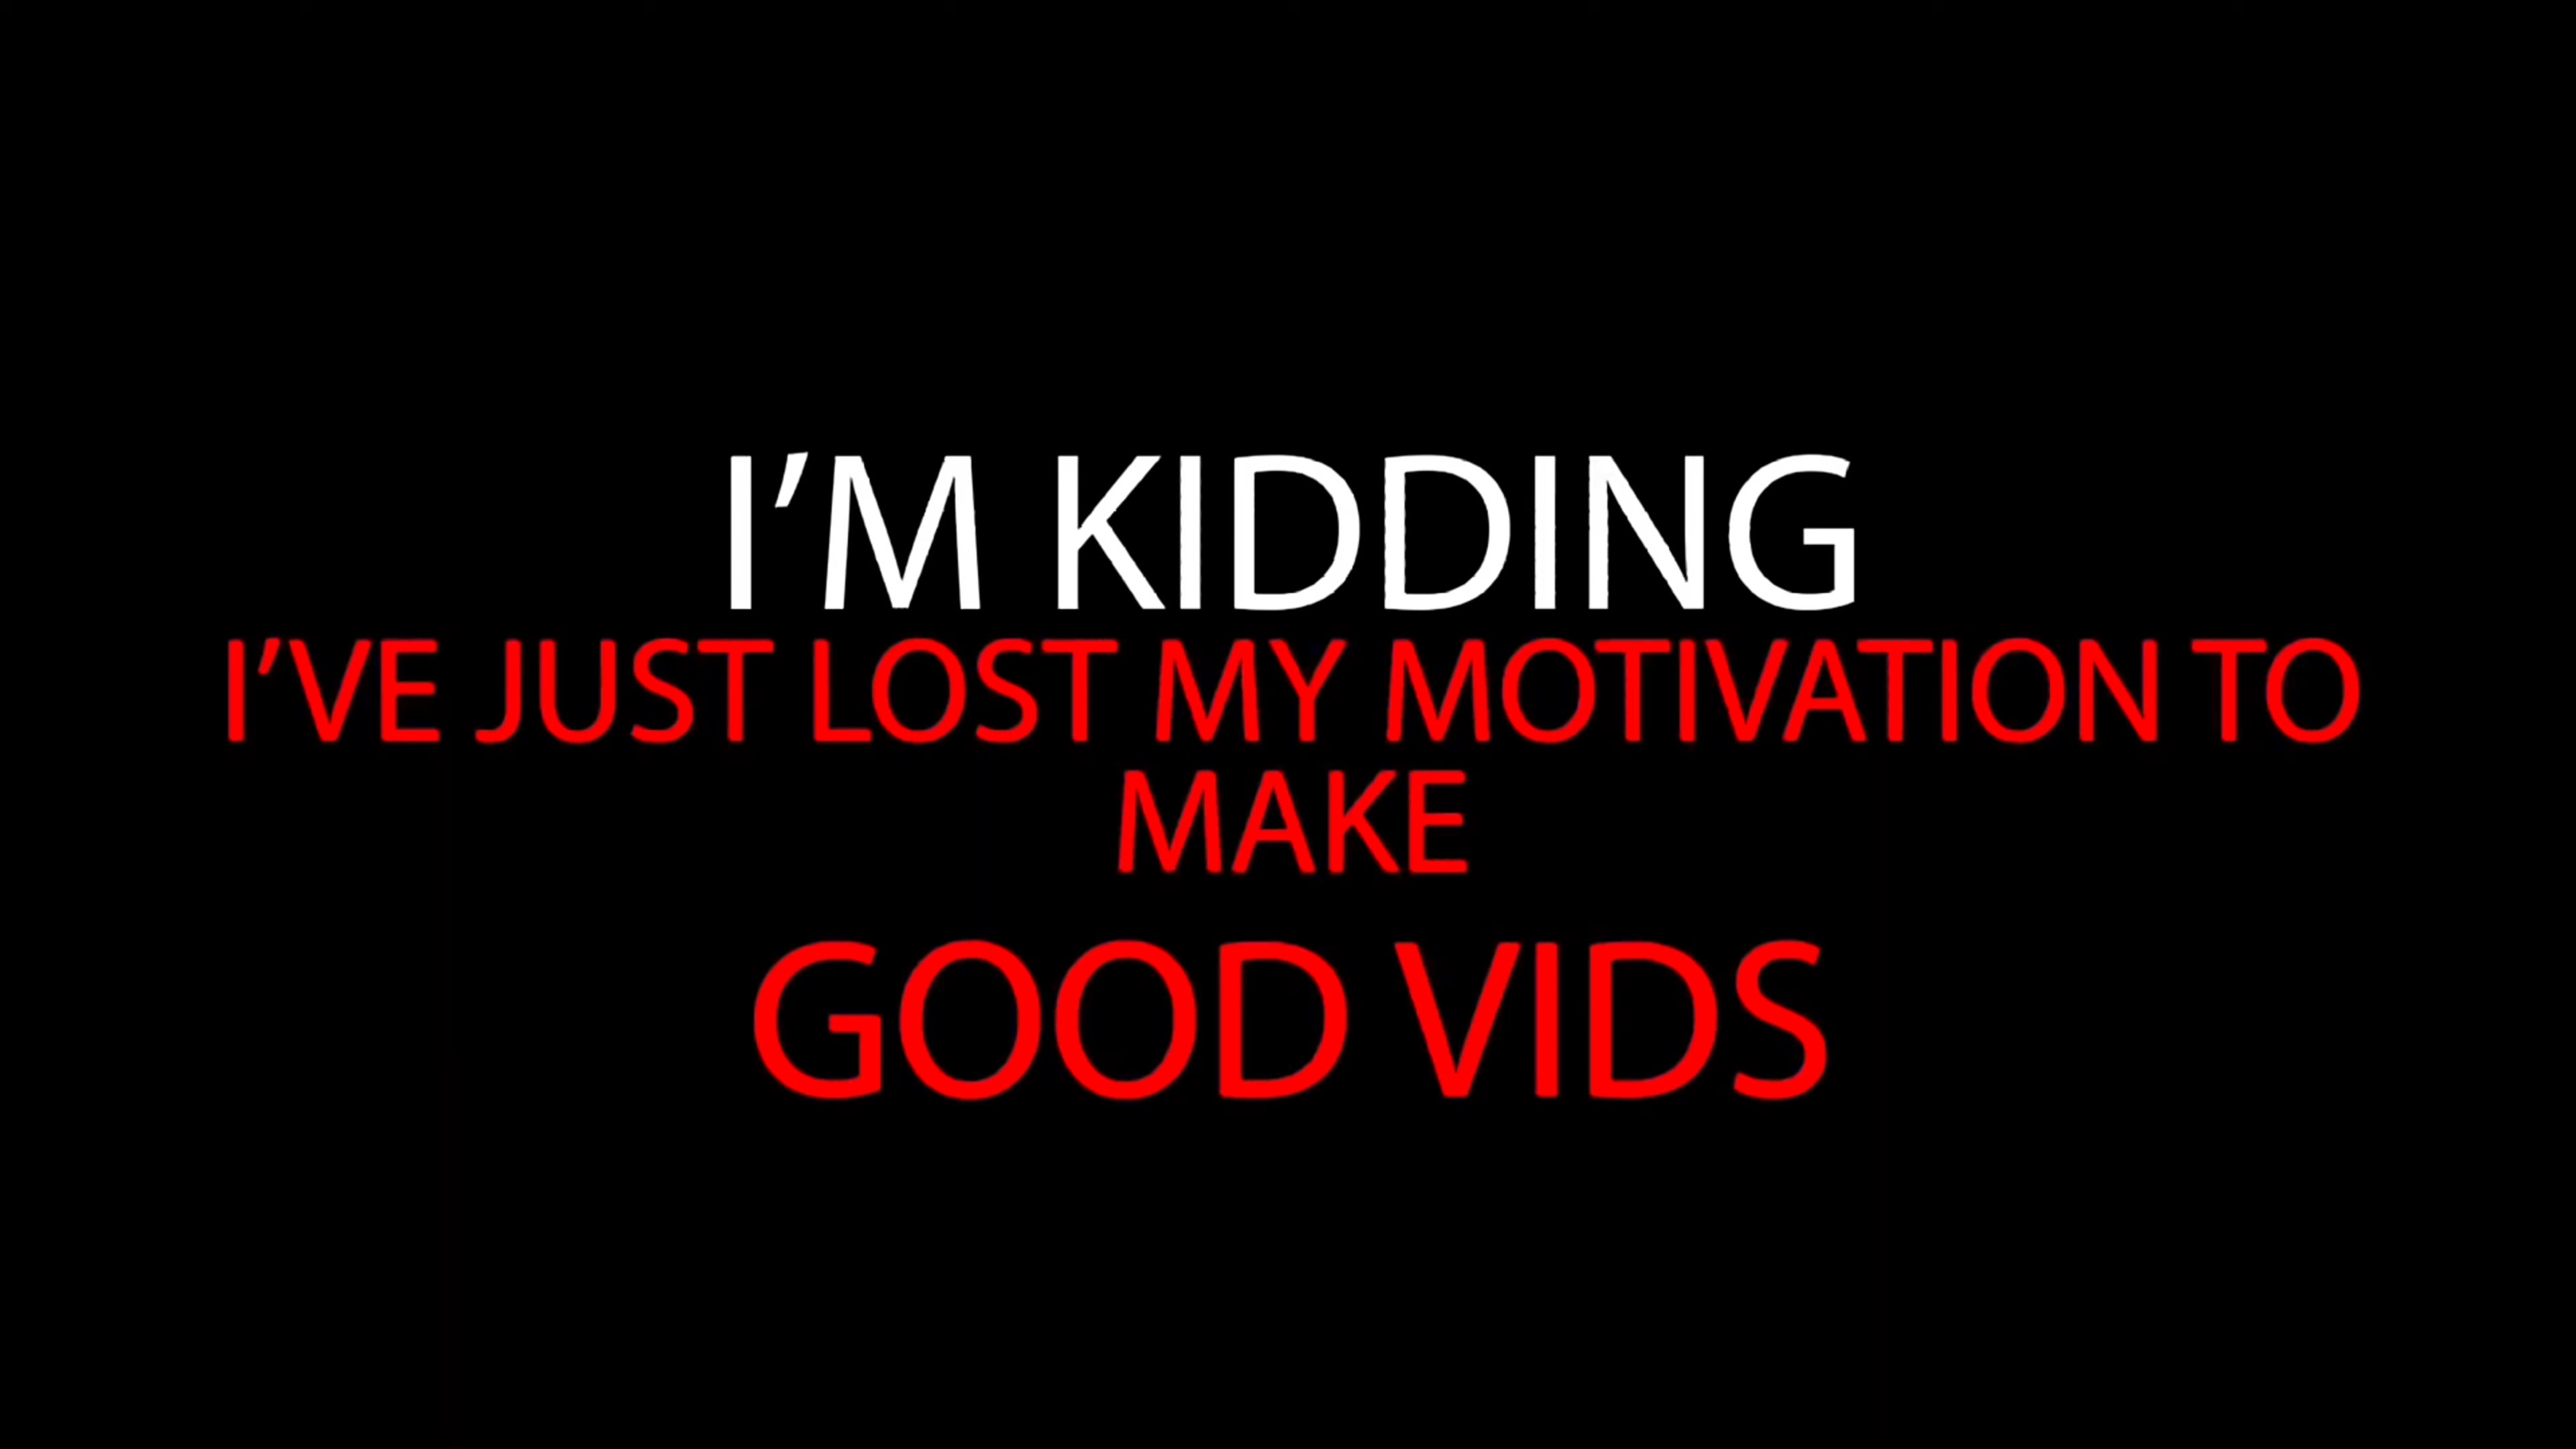 I’M KIDDING
I’VE JUST LOST MY MOTIVATION TO
MAKE
GOOD VIDS